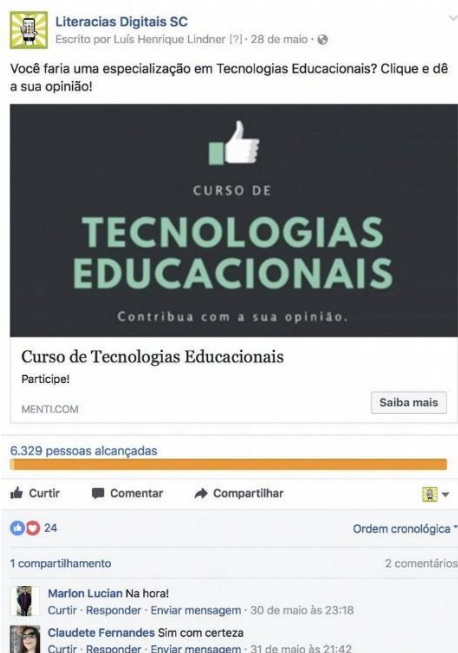 Literacias Digitais SC
Escrito por Luís Henrique Lindner [?] · 28 de maio ·
Você faria uma especialização em Tecnologias Educacionais? Clique e dê
a sua opinião!
CURSO DE
TECNOLOGIAS
EDUCACIONAIS
Contribua com a sua opinião.
Curso de Tecnologias Educacionais
Participe!
MENTI.COM
Saiba mais
6.329 pessoas alcançadas
Curtir Comentar Compartilhar
24 Ordem cronológica
1 compartilhamento 2 comentários
Marlon Lucian Na hora!
Curtir · Responder · Enviar mensagem · 30 de maio às 23:18
Claudete Fernandes Sim com certeza
Curtir · Responder · Enviar mensagem · 31 de maio às 21:42